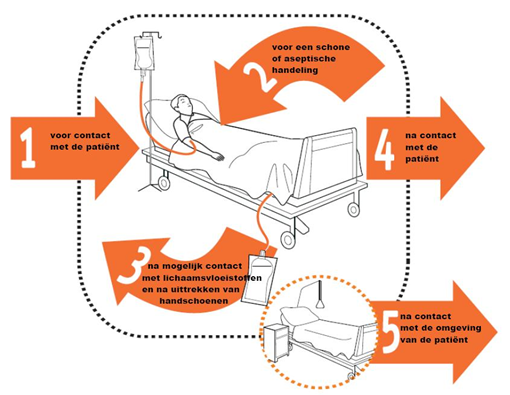 1
voor contact
met de patiënt
2
voor een schone
of aseptische
handeling
3
na mogelijk contact
met lichaamsvloeistoffen
en na uittrekken van
handschoenen
4
na contact
met de
patiënt
5
na contact
met de omgeving
van de patiënt